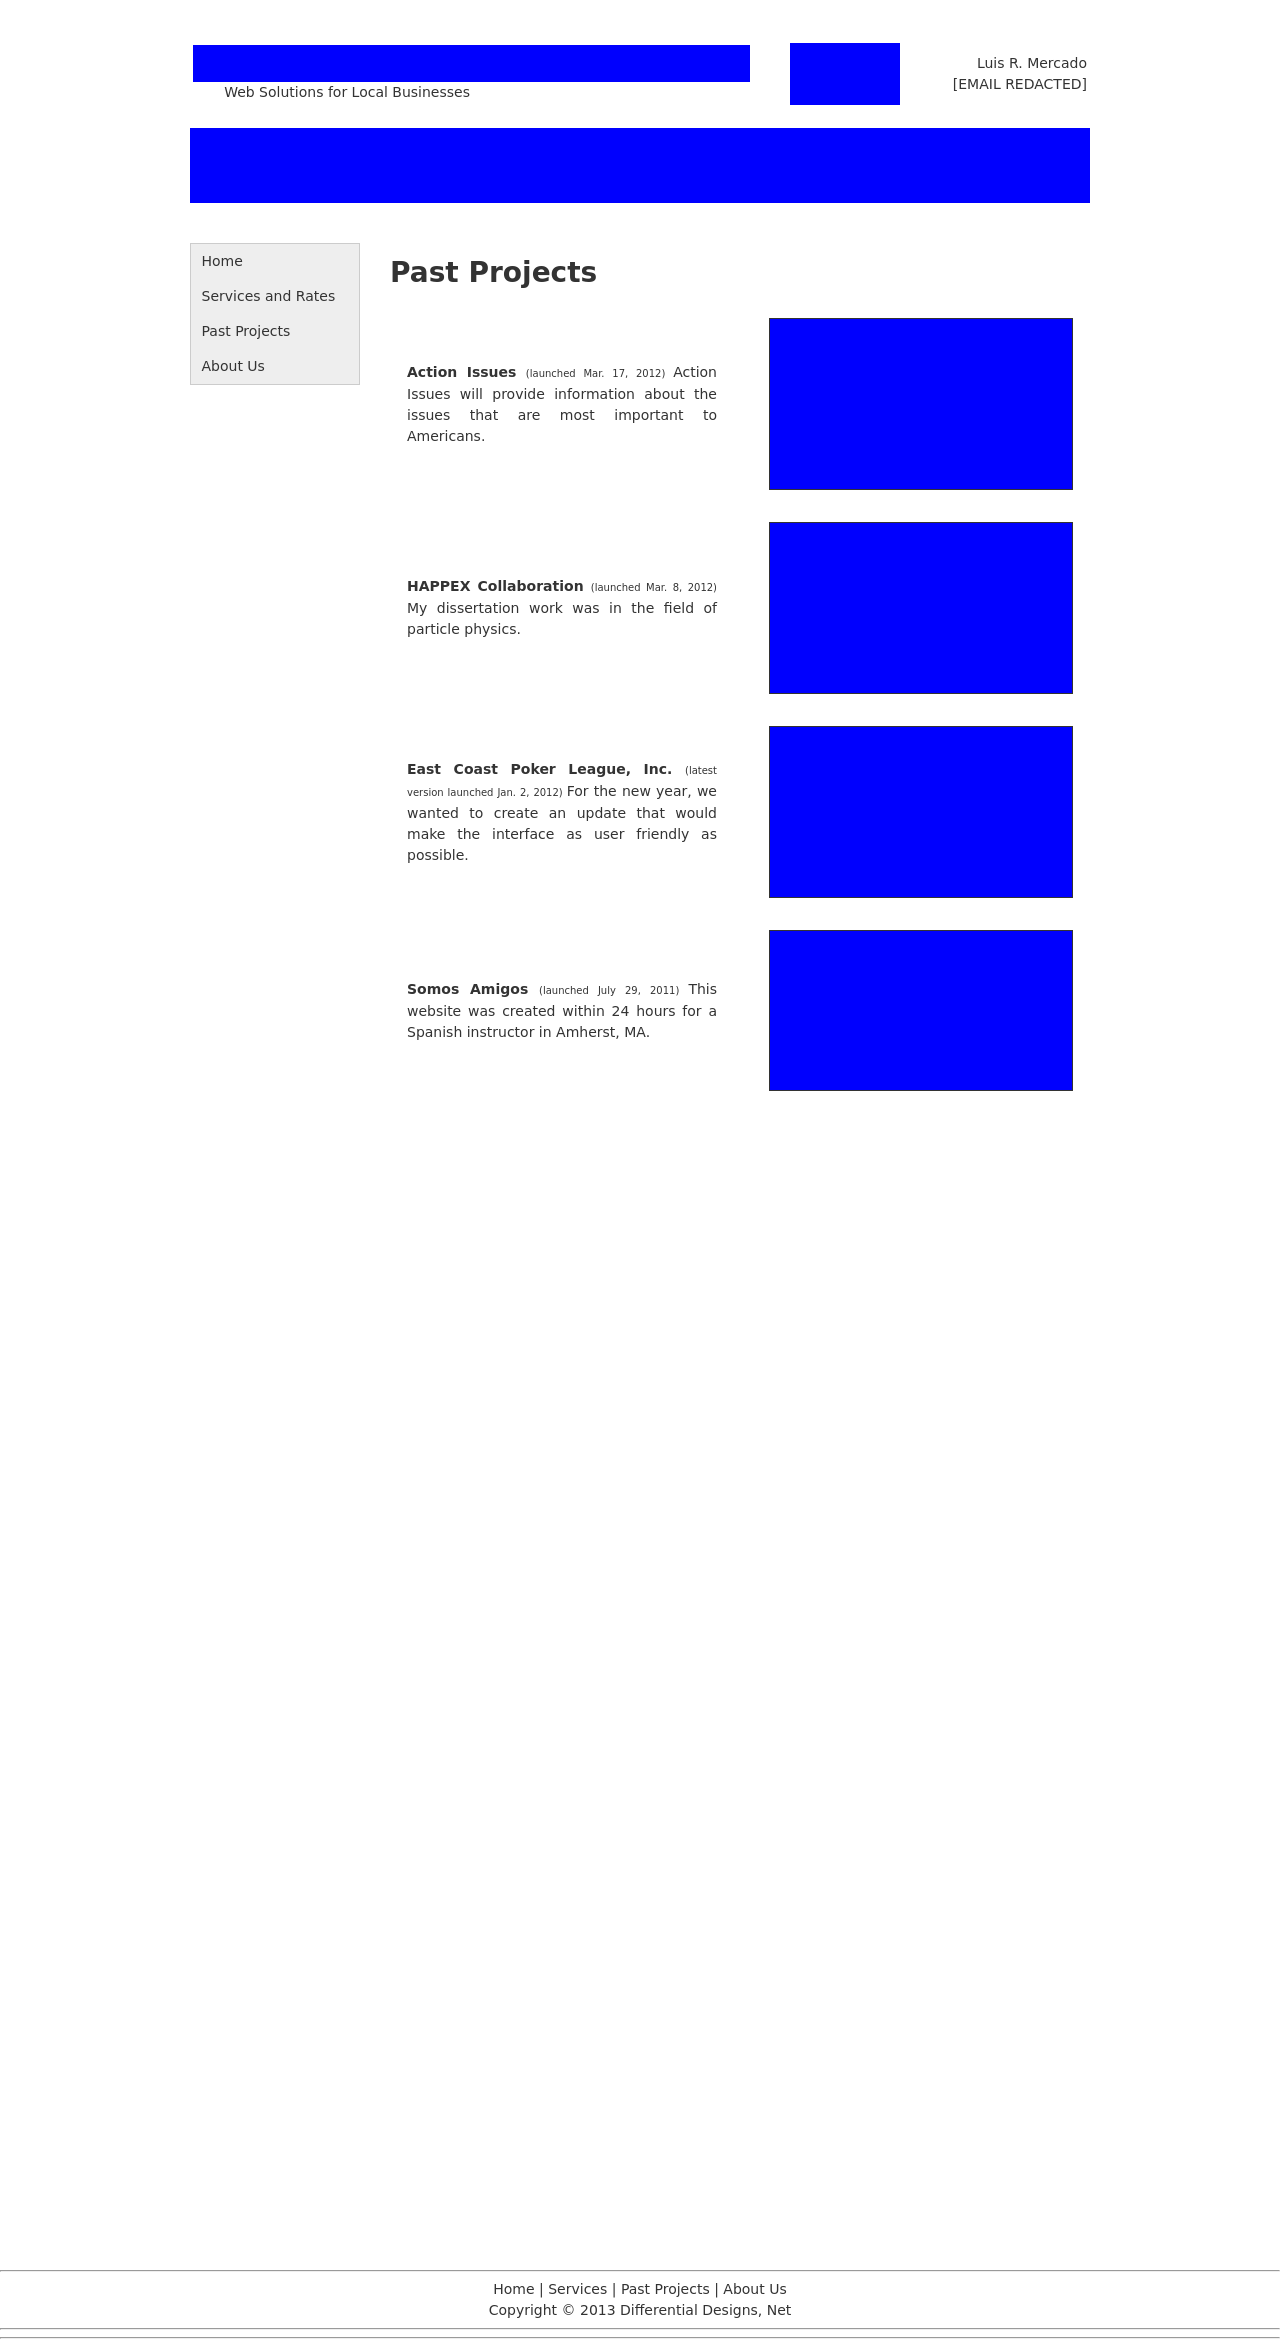 Web Solutions for Local Businesses
Luis R. Mercado
[EMAIL REDACTED]
Home
Services and Rates
Past Projects
About Us
Past Projects
Action Issues (launched Mar. 17, 2012) Action
Issues will provide information about the
issues that are most important to
Americans.
HAPPEX Collaboration (launched Mar. 8, 2012)
My dissertation work was in the field of
particle physics.
East Coast Poker League, Inc. (latest
version launched Jan. 2, 2012) For the new year, we
wanted to create an update that would
make the interface as user friendly as
possible.
Somos Amigos (launched July 29, 2011) This
website was created within 24 hours for a
Spanish instructor in Amherst, MA.
Home | Services | Past Projects | About Us
Copyright © 2013 Differential Designs, Net